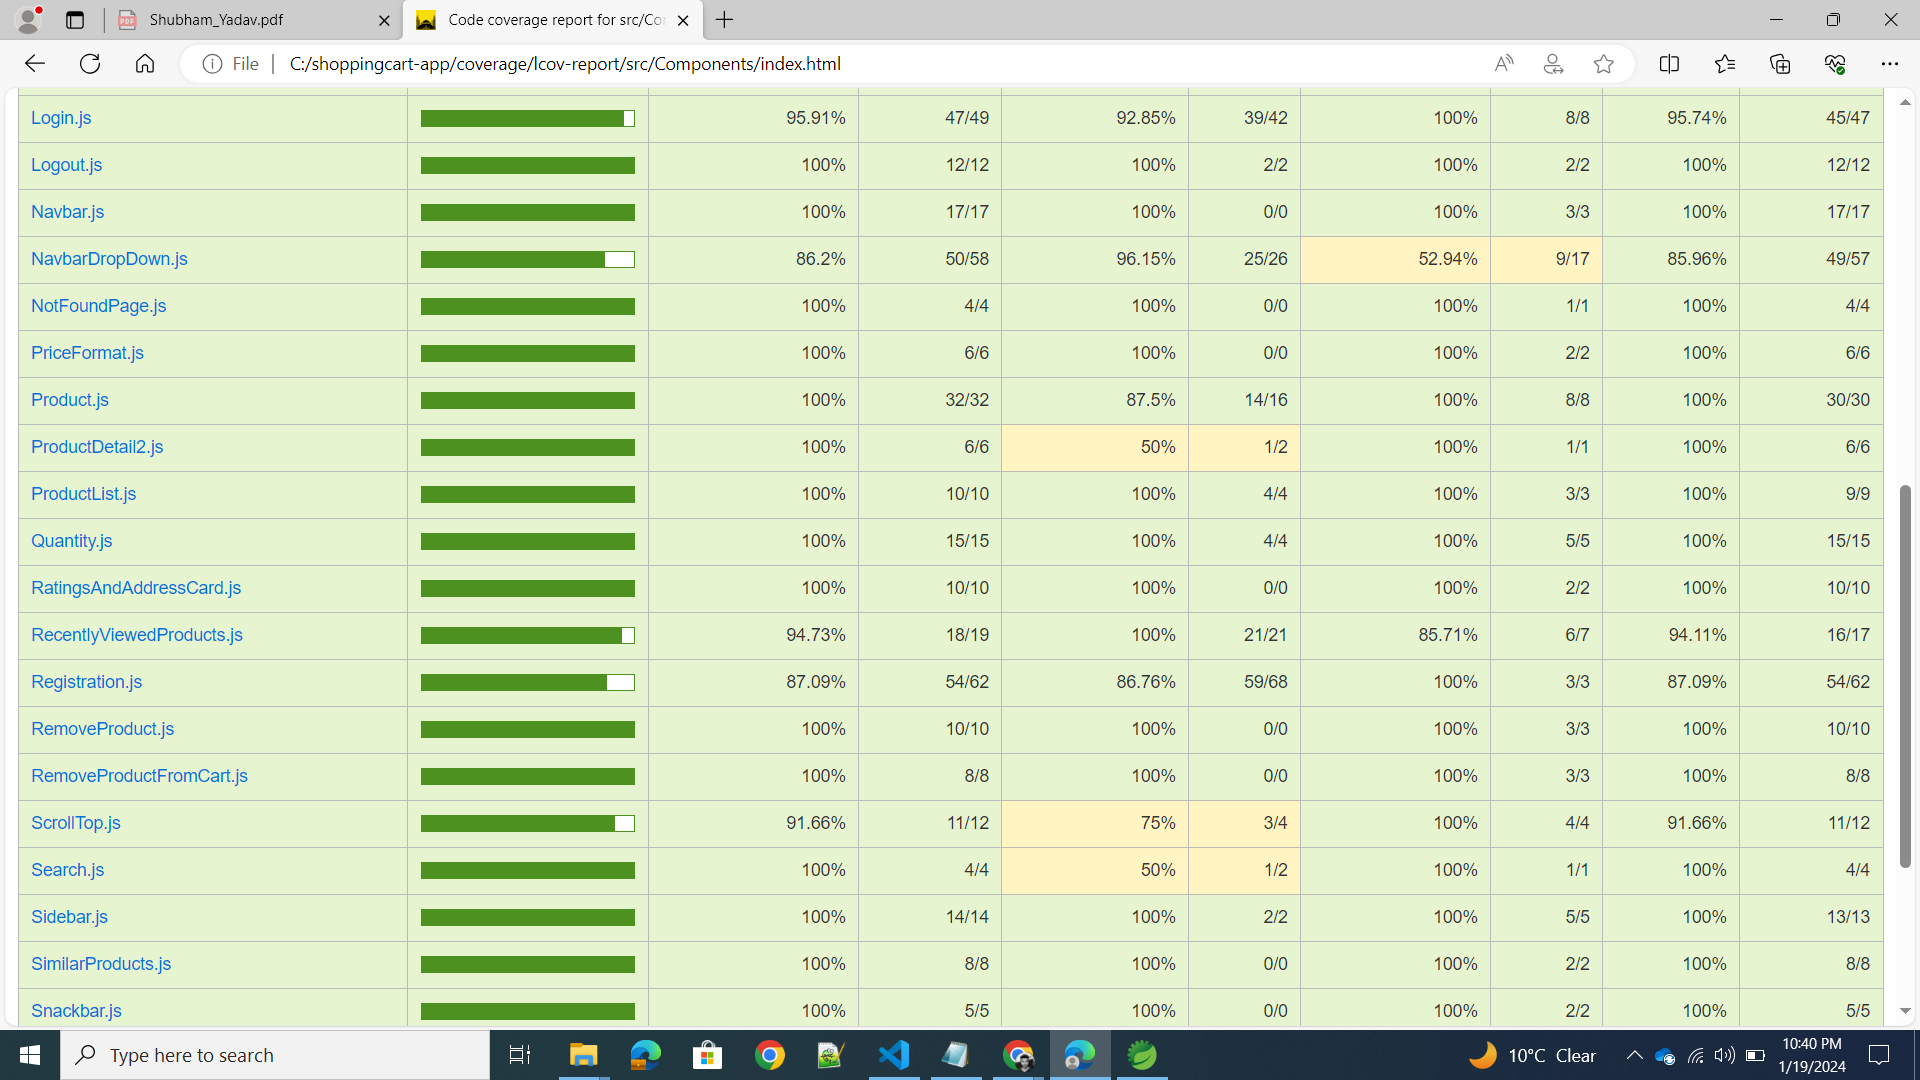 Shubham_Yadav.pdf
Code coverage report for src/Cor
File C:/shoppingcart-app/coverage/lcov-report/src/Components/index.html
Login.js 95.91% 47/49 92.85% 39/42 100% 8/8 95.74% 45/47
Logout.js 100% 12/12 100% 2/2 100% 2/2 100% 12/12
Navbar.js 100% 17/17 100% 0/0 100% 3/3 100% 17/17
NavbarDropDown.js 86.2% 50/58 96.15% 25/26 52.94% 9/17 85.96% 49/57
NotFoundPage.js 100% 4/4 100% 0/0 100% 1/1 100% 4/4
PriceFormat.js 100% 6/6 100% 0/0 100% 2/2 100% 6/6
Product.js 100% 32/32 87.5% 14/16 100% 8/8 100% 30/30
ProductDetail2.js 100% 6/6 50% 1/2 100% 1/1 100% 6/6
ProductList.js 100% 10/10 100% 4/4 100% 3/3 100% 9/9
Quantity.js 100% 15/15 100% 4/4 100% 5/5 100% 15/15
RatingsAndAddressCard.js 100% 10/10 100% 0/0 100% 2/2 100% 10/10
RecentlyViewedProducts.js 94.73% 18/19 100% 21/21 85.71% 6/7 94.11% 16/17
Registration.js 87.09% 54/62 86.76% 59/68 100% 3/3 87.09% 54/62
RemoveProduct.js 100% 10/10 100% 0/0 100% 3/3 100% 10/10
RemoveProductFromCart.js 100% 8/8 100% 0/0 100% 3/3 100% 8/8
ScrollTop.js 91.66% 11/12 75% 3/4 100% 4/4 91.66% 11/12
Search.js 100% 4/4 50% 1/2 100% 1/1 100% 4/4
Sidebar.js 100% 14/14 100% 2/2 100% 5/5 100% 13/13
SimilarProducts.js 100% 8/8 100% 0/0 100% 2/2 100% 8/8
Snackbar.js 100% 5/5 100% 0/0 100% 2/2 100% 5/5
Type here to search
10°C Clear
10:40 PM
1/19/2024